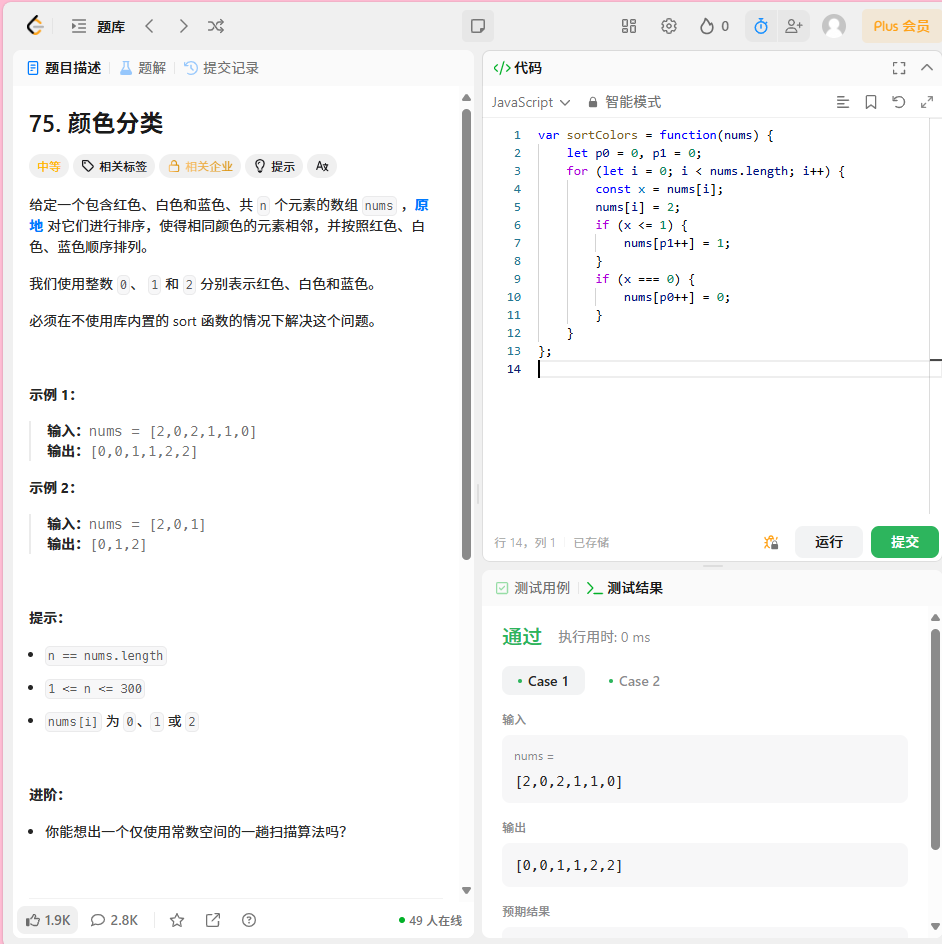 题库
0
Plus 会员
题目描述
题解
提交记录
75. 颜色分类
中等
相关标签
相关企业
提示
给定一个包含红色、白色和蓝色、共 n 个元素的数组 nums ，原
地 对它们进行排序，使得相同颜色的元素相邻，并按照红色、白
色、蓝色顺序排列。
我们使用整数 0、 1 和 2 分别表示红色、白色和蓝色。
必须在不使用库内置的 sort 函数的情况下解决这个问题。
示例 1：
输入：nums = [2,0,2,1,1,0]
输出：[0,0,1,1,2,2]
示例 2：
输入：nums = [2,0,1]
输出：[0,1,2]
提示：
n == nums.length
1 <= n <= 300
nums[i] 为 0、1 或 2
进阶：
你能想出一个仅使用常数空间的一趟扫描算法吗？
1.9K
2.8K
49 人在线
</> 代码
JavaScript
智能模式
1 var sortColors = function(nums) {
2     let p0 = 0, p1 = 0;
3     for (let i = 0; i < nums.length; i++) {
4         const x = nums[i];
5         nums[i] = 2;
6         if (x <= 1) {
7             nums[p1++] = 1;
8         }
9         if (x === 0) {
10             nums[p0++] = 0;
11         }
12     }
13 };
14
行 14，列 1
已存储
运行
提交
测试用例
测试结果
通过
执行用时: 0 ms
Case 1
Case 2
输入
nums =
[2,0,2,1,1,0]
输出
[0,0,1,1,2,2]
预期结果